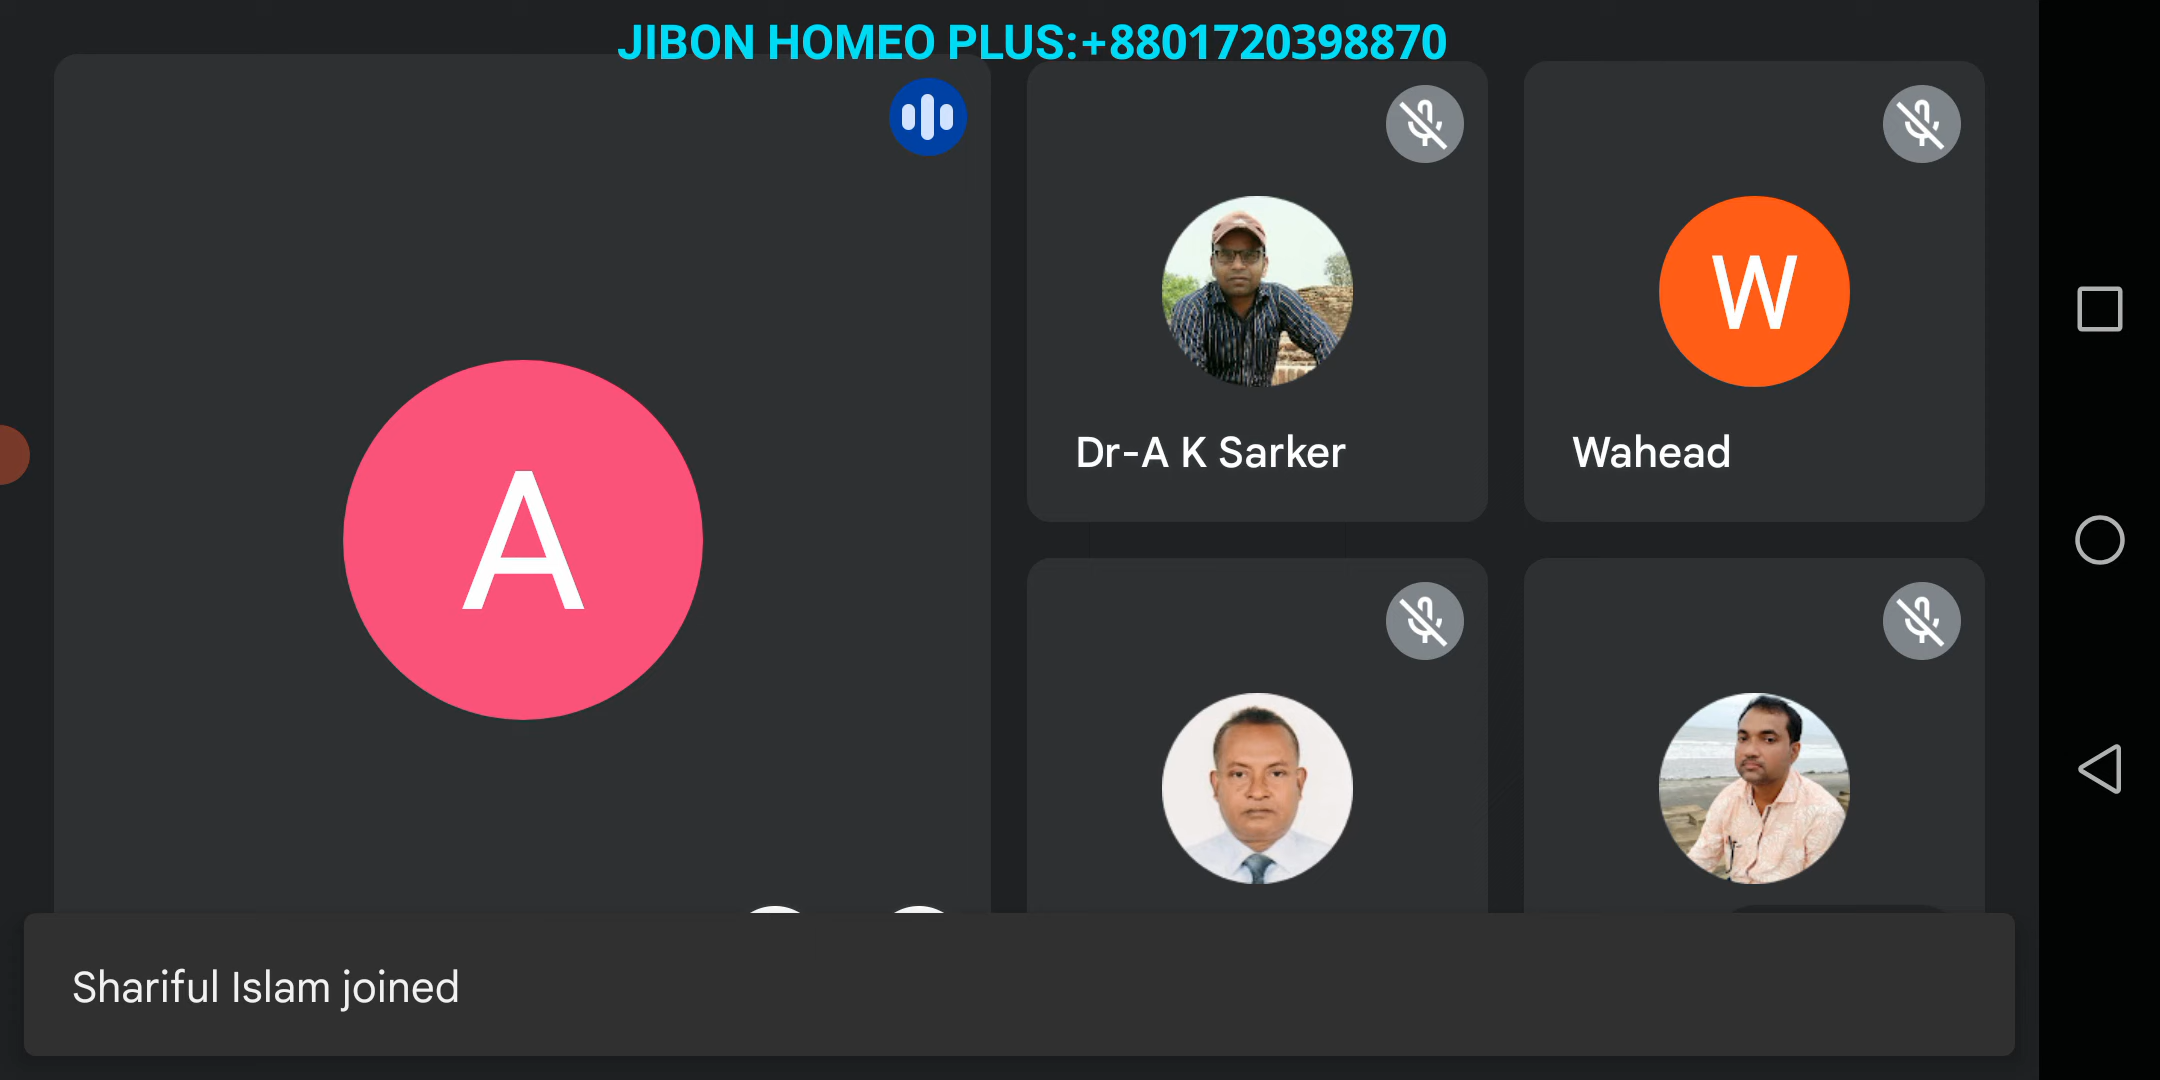 JIBON HOMEO PLUS:+8801720398870
A
Dr-A K Sarker
W
Wahead
Shariful Islam joined